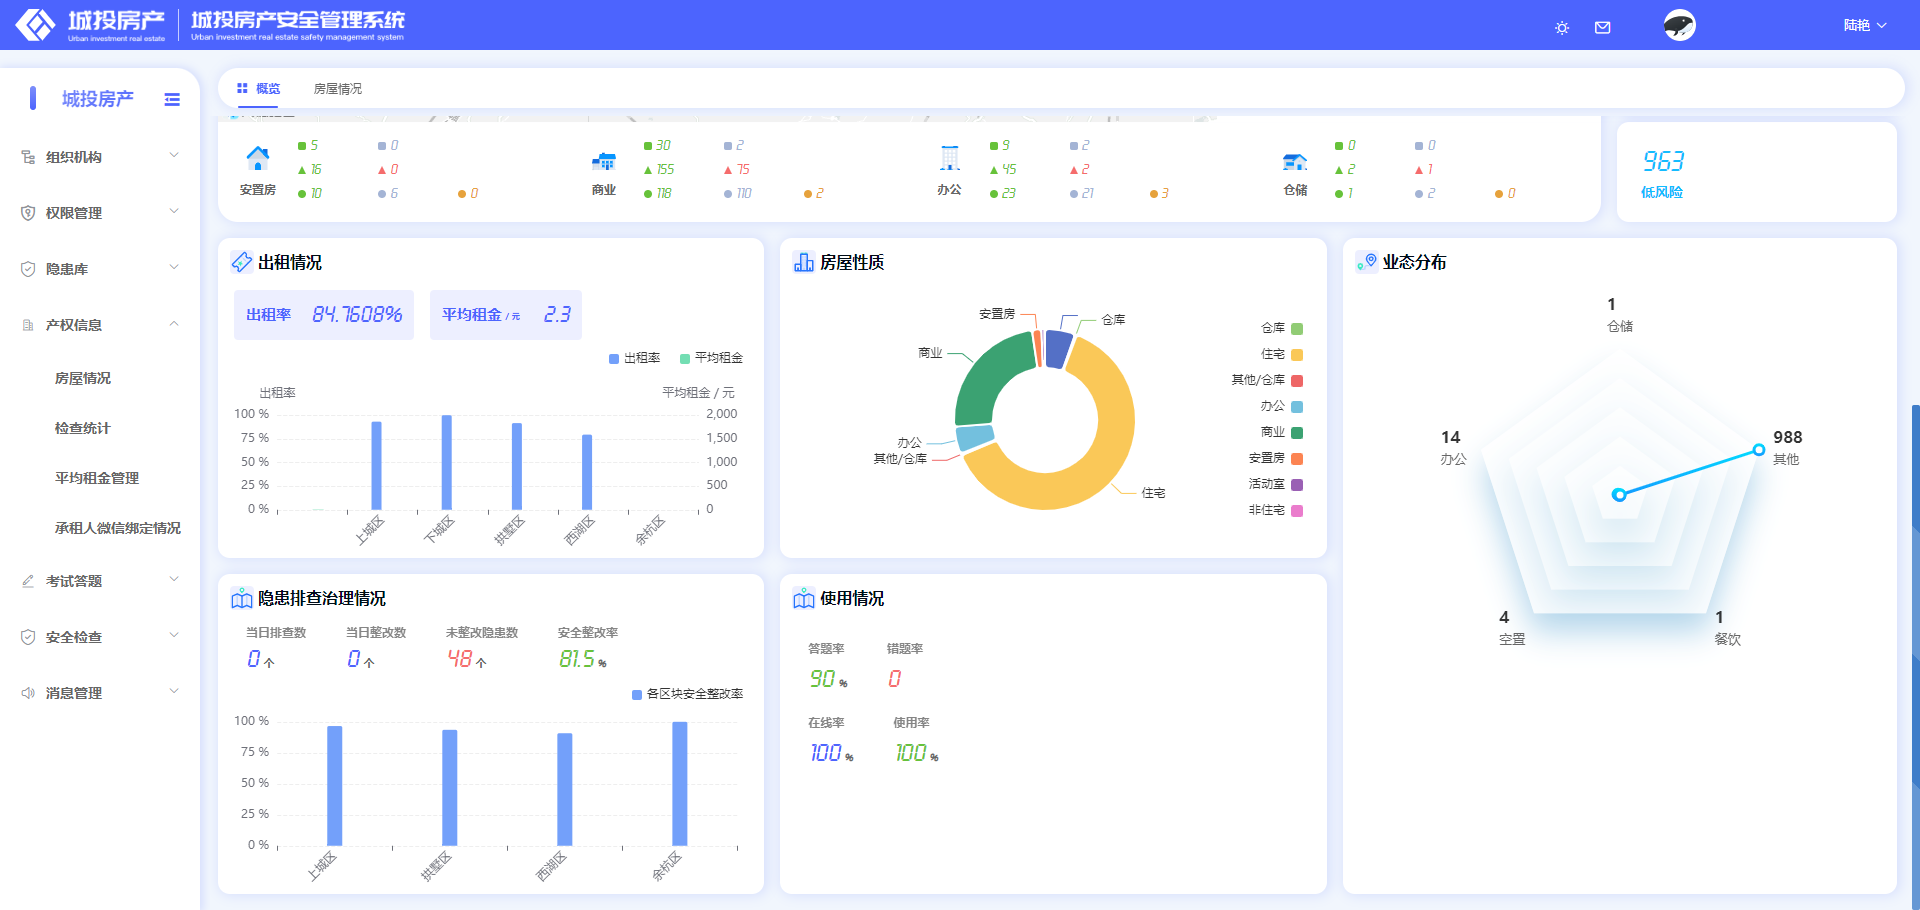 城投房产
Urban investment real estate
城投房产安全管理系统
Urban investment real estate safety management system
陆艳
城投房产
组织机构
权限管理
隐患库
产权信息
房屋情况
检查统计
平均租金管理
承租人微信绑定情况
考试答题
安全检查
消息管理
概览
房屋情况
安置房
5
0
16
0
10
6
0
商业
30
2
155
75
118
110
2
办公
9
2
45
2
23
21
3
仓储
0
0
2
1
1
2
0
963
低风险
出租情况
出租率 84.7608%
平均租金 / 元 2.3
出租率 平均租金
出租率 平均租金 / 元
100 % 2,000
75 % 1,500
50 % 1,000
25 % 500
0 % 0
上城区 下城区 拱墅区 西湖区 余杭区
房屋性质
安置房
仓库
商业
办公
其他/仓库
住宅
仓库
住宅
其他/仓库
办公
商业
安置房
活动室
非住宅
业态分布
1
仓储
14
办公
988
其他
4
空置
1
餐饮
隐患排查治理情况
当日排查数 当日整改数 未整改隐患数 安全整改率
0 个 0 个 48 个 81.5 %
各区块安全整改率
100 %
75 %
50 %
25 %
0 %
上城区 拱墅区 西湖区 余杭区
使用情况
答题率 错题率
90 % 0
在线率 使用率
100 % 100 %